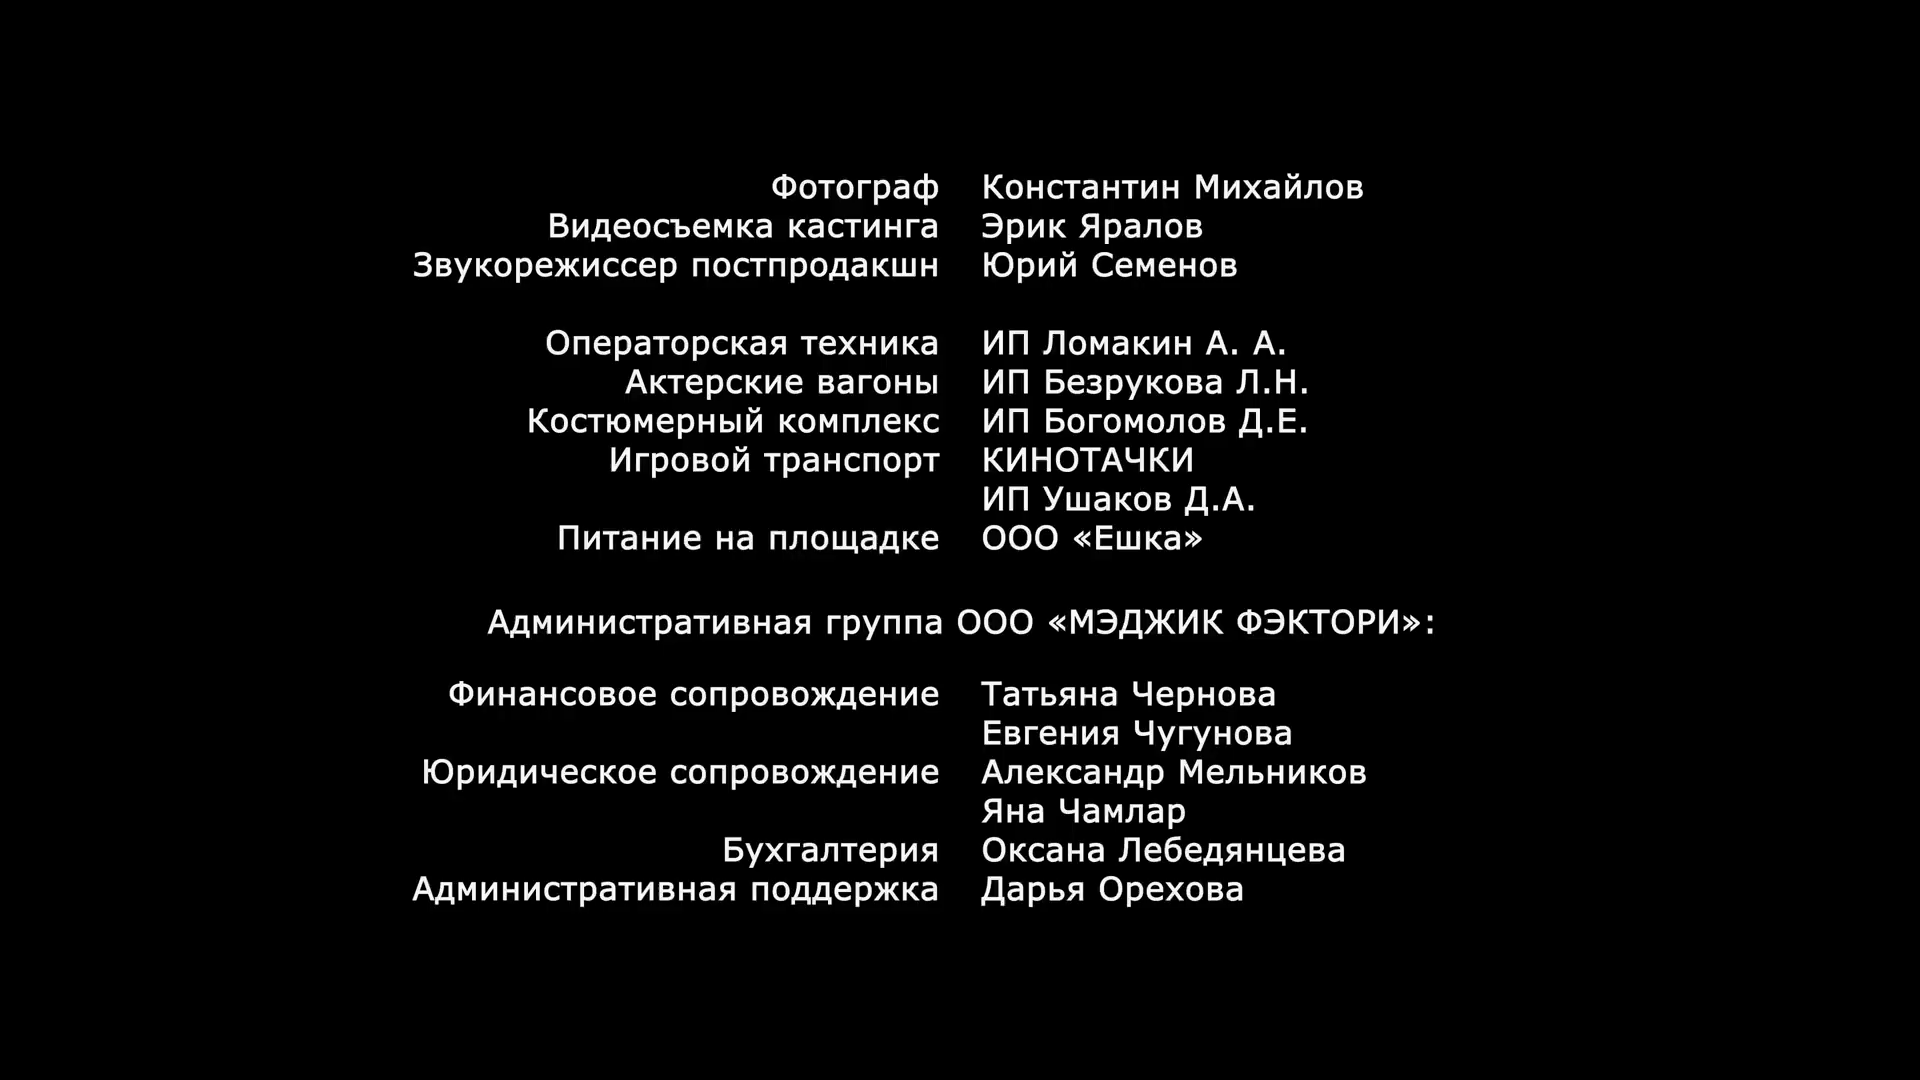 Фотограф Константин Михайлов
Видеосъемка кастинга Эрик Яралов
Звукорежиссер постпродакшн Юрий Семенов
Операторская техника ИП Ломакин А. А.
Актерские вагоны ИП Безрукова Л.Н.
Костюмерный комплекс ИП Богомолов Д.Е.
Игровой транспорт КИНОТАЧКИ
ИП Ушаков Д.А.
Питание на площадке ООО «Ешка»
Административная группа ООО «МЭДЖИК ФЭКТОРИ»:
Финансовое сопровождение Татьяна Чернова
Евгения Чугунова
Юридическое сопровождение Александр Мельников
Яна Чамлар
Бухгалтерия Оксана Лебедянцева
Административная поддержка Дарья Орехова